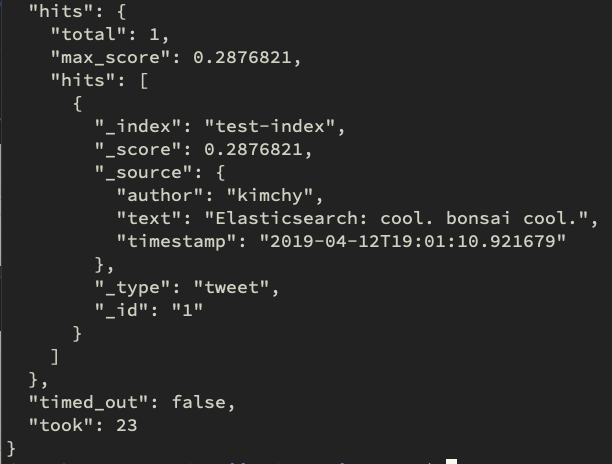 "hits": {
"total": 1,
"max_score": 0.2876821,
"hits": [
{
"_index": "test-index",
"_score": 0.2876821,
"_source": {
"author": "kimchy",
"text": "Elasticsearch: cool. bonsai cool.",
"timestamp": "2019-04-12T19:01:10.921679"
},
"_type": "tweet",
"_id": "1"
}
]
},
"timed_out": false,
"took": 23
}